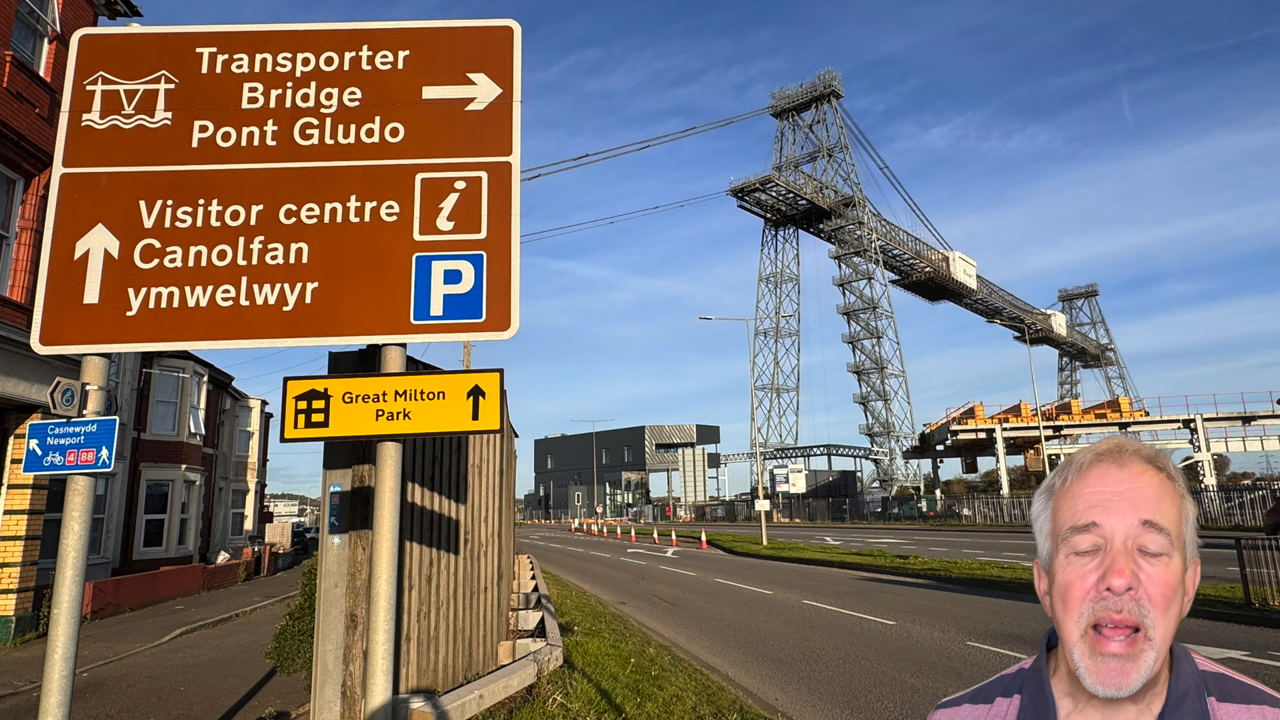 Transporter
Bridge
Pont Gludo
Visitor centre
Canolfan
ymwelwyr
i
P
Great Milton
Park
Casnewydd
Newport
4 88